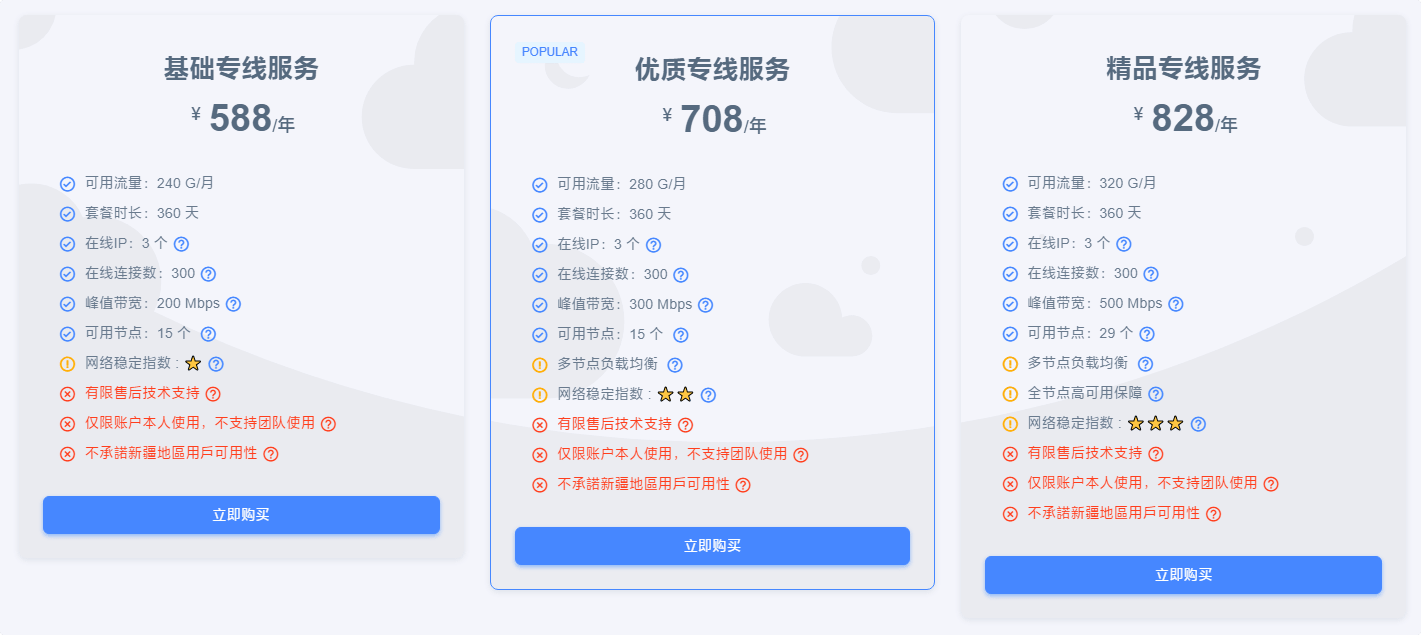 基础专线服务
¥ 588/年
可用流量：240 G/月
套餐时长：360 天
在线IP：3 个
在线连接数：300
峰值带宽：200 Mbps
可用节点：15 个
网络稳定指数 :
有限售后技术支持
仅限账户本人使用，不支持团队使用
不承諾新疆地區用戶可用性
立即购买
POPULAR
优质专线服务
¥ 708/年
可用流量：280 G/月
套餐时长：360 天
在线IP：3 个
在线连接数：300
峰值带宽：300 Mbps
可用节点：15 个
多节点负载均衡
网络稳定指数 :
有限售后技术支持
仅限账户本人使用，不支持团队使用
不承諾新疆地區用戶可用性
立即购买
精品专线服务
¥ 828/年
可用流量：320 G/月
套餐时长：360 天
在线IP：3 个
在线连接数：300
峰值带宽：500 Mbps
可用节点：29 个
多节点负载均衡
全节点高可用保障
网络稳定指数 :
有限售后技术支持
仅限账户本人使用，不支持团队使用
不承諾新疆地區用戶可用性
立即购买